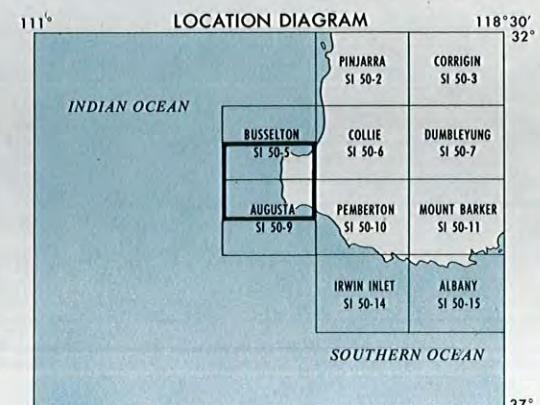 111° LOCATION DIAGRAM 118°30'
32°
PINJARRA CORRIGIN
SI 50-2 SI 50-3
INDIAN OCEAN
BUSSELTON COLLIE DUMBLEYUNG
SI 50-5 SI 50-6 SI 50-7
AUGUSTA PEMBERTON MOUNT BARKER
SI 50-9 SI 50-10 SI 50-11
IRWIN INLET ALBANY
SI 50-14 SI 50-15
SOUTHERN OCEAN
37°